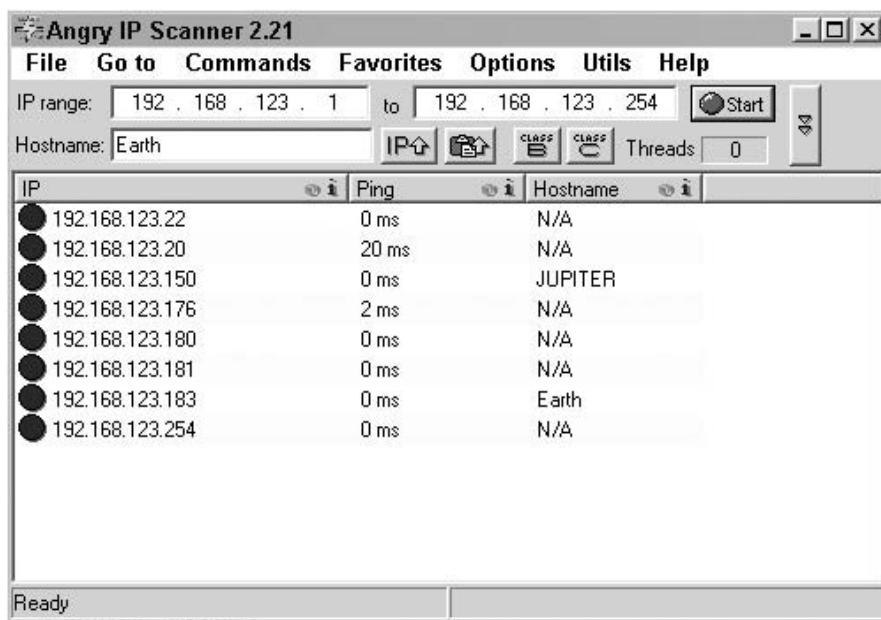 Angry IP Scanner 2.21
File Go to Commands Favorites Options Utils Help
IP range: 192 . 168 . 123 . 1 to 192 . 168 . 123 . 254 Start
Hostname: Earth IP CLASS B CLASS C Threads 0
IP Ping Hostname
192.168.123.22 0 ms N/A
192.168.123.20 20 ms N/A
192.168.123.150 0 ms JUPITER
192.168.123.176 2 ms N/A
192.168.123.180 0 ms N/A
192.168.123.181 0 ms N/A
192.168.123.183 0 ms Earth
192.168.123.254 0 ms N/A
Ready